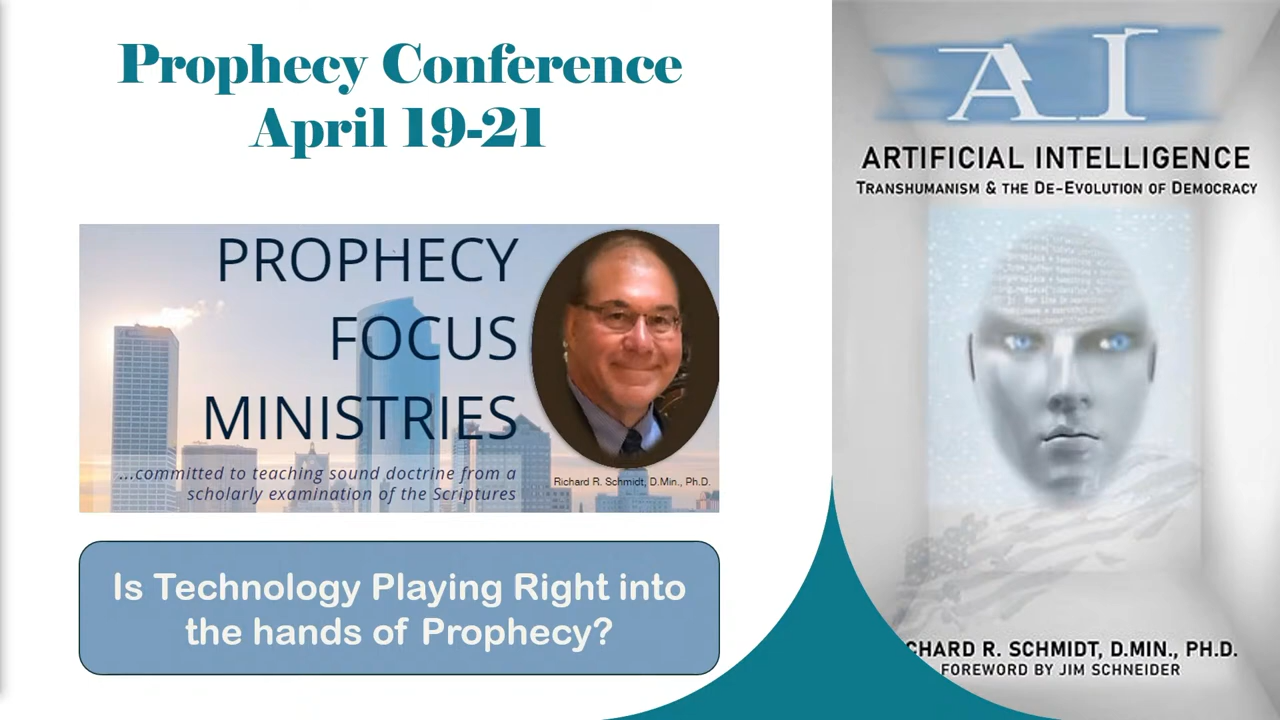 Prophecy Conference
April 19-21
PROPHECY
FOCUS
MINISTRIES
...committed to teaching sound doctrine from a
scholarly examination of the Scriptures
Richard R. Schmidt, D.Min., Ph.D.
Is Technology Playing Right into
the hands of Prophecy?
AI
ARTIFICIAL INTELLIGENCE
TRANSHUMANISM & THE DE-EVOLUTION OF DEMOCRACY
CHARD R. SCHMIDT, D.MIN., PH.D.
FOREWORD BY JIM SCHNEIDER